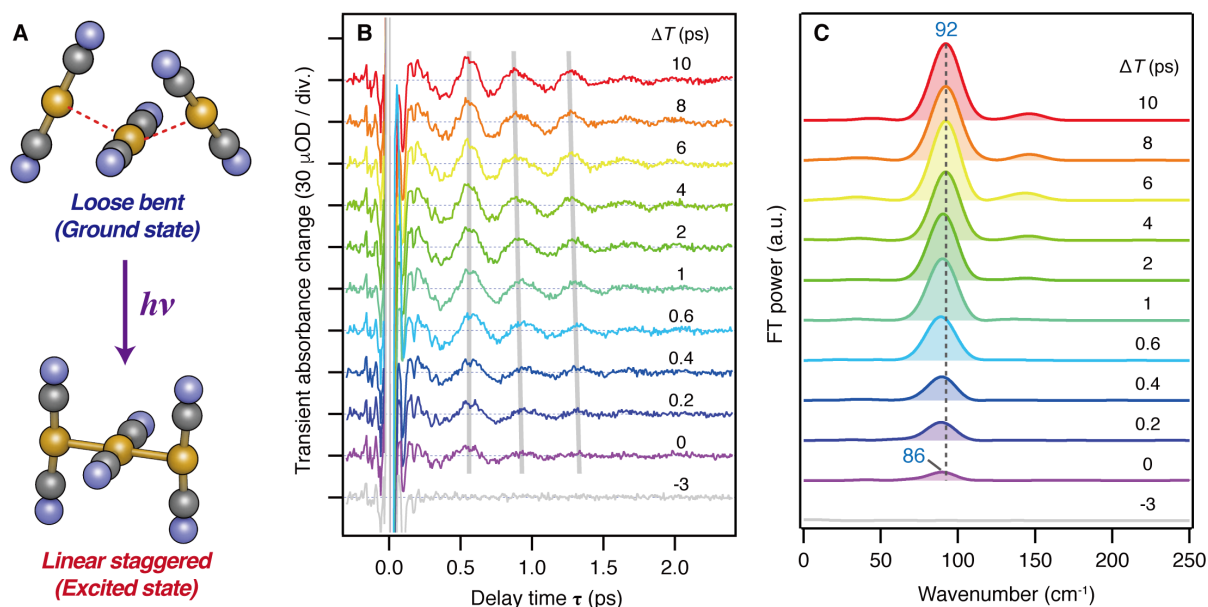 A
Loose bent
(Ground state)
hν
Linear staggered
(Excited state)
B
Transient absorbance change (30 μOD / div.)
ΔT (ps)
10
8
6
4
2
1
0.6
0.4
0.2
0
-3
0.0 0.5 1.0 1.5 2.0
Delay time τ (ps)
C
92
FT power (a.u.)
ΔT (ps)
10
8
6
4
2
1
0.6
0.4
0.2
86
0
-3
0 50 100 150 200 250
Wavenumber (cm⁻¹)